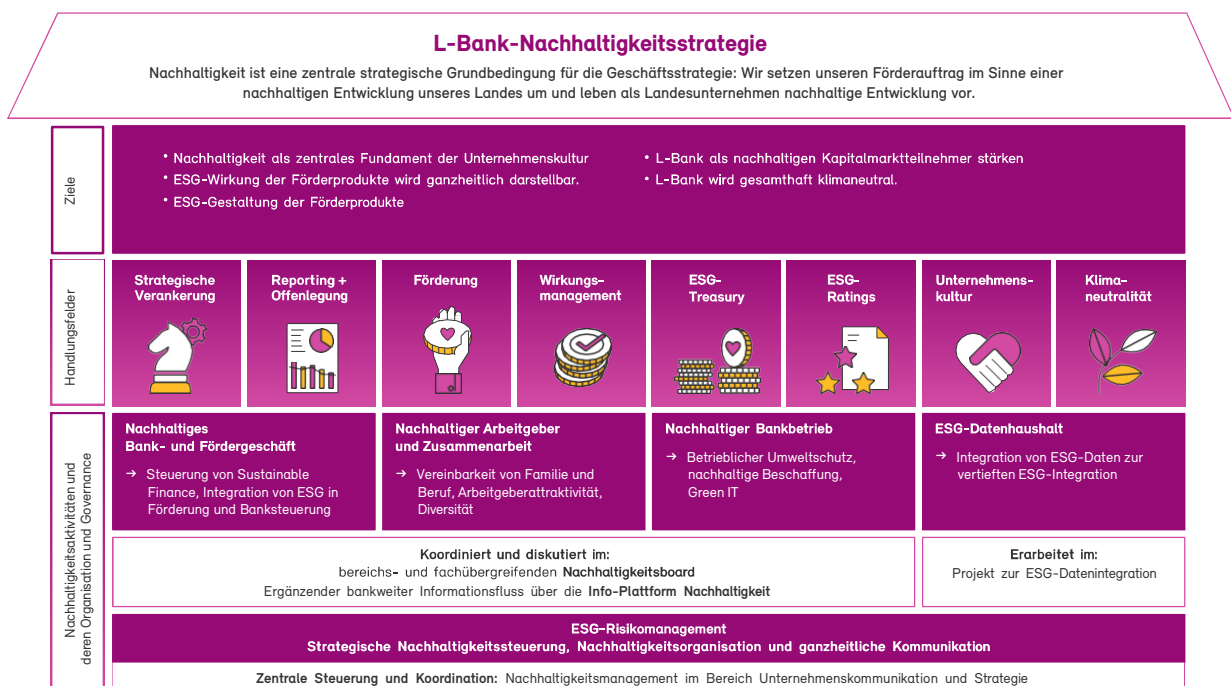 L-Bank-Nachhaltigkeitsstrategie
Nachhaltigkeit ist eine zentrale strategische Grundbedingung für die Geschäftsstrategie: Wir setzen unseren Förderauftrag im Sinne einer
nachhaltigen Entwicklung unseres Landes um und leben als Landesunternehmen nachhaltige Entwicklung vor.
Ziele
• Nachhaltigkeit als zentrales Fundament der Unternehmenskultur
• ESG-Wirkung der Förderprodukte wird ganzheitlich darstellbar.
• ESG-Gestaltung der Förderprodukte
• L-Bank als nachhaltigen Kapitalmarktteilnehmer stärken
• L-Bank wird gesamthaft klimaneutral.
Handlungsfelder
Strategische
Verankerung
Reporting +
Offenlegung
Förderung
Wirkungs-
management
ESG-
Treasury
ESG-
Ratings
Unternehmens-
kultur
Klima-
neutralität
Nachhaltigkeitsaktivitäten und
deren Organisation und Governance
Nachhaltiges
Bank- und Fördergeschäft
→ Steuerung von Sustainable
Finance, Integration von ESG in
Förderung und Banksteuerung
Nachhaltiger Arbeitgeber
und Zusammenarbeit
→ Vereinbarkeit von Familie und
Beruf, Arbeitgeberattraktivität,
Diversität
Nachhaltiger Bankbetrieb
→ Betrieblicher Umweltschutz,
nachhaltige Beschaffung,
Green IT
ESG-Datenhaushalt
→ Integration von ESG-Daten zur
vertieften ESG-Integration
Koordiniert und diskutiert im:
bereichs- und fachübergreifenden Nachhaltigkeitsboard
Ergänzender bankweiter Informationsfluss über die Info-Plattform Nachhaltigkeit
Erarbeitet im:
Projekt zur ESG-Datenintegration
ESG-Risikomanagement
Strategische Nachhaltigkeitssteuerung, Nachhaltigkeitsorganisation und ganzheitliche Kommunikation
Zentrale Steuerung und Koordination: Nachhaltigkeitsmanagement im Bereich Unternehmenskommunikation und Strategie